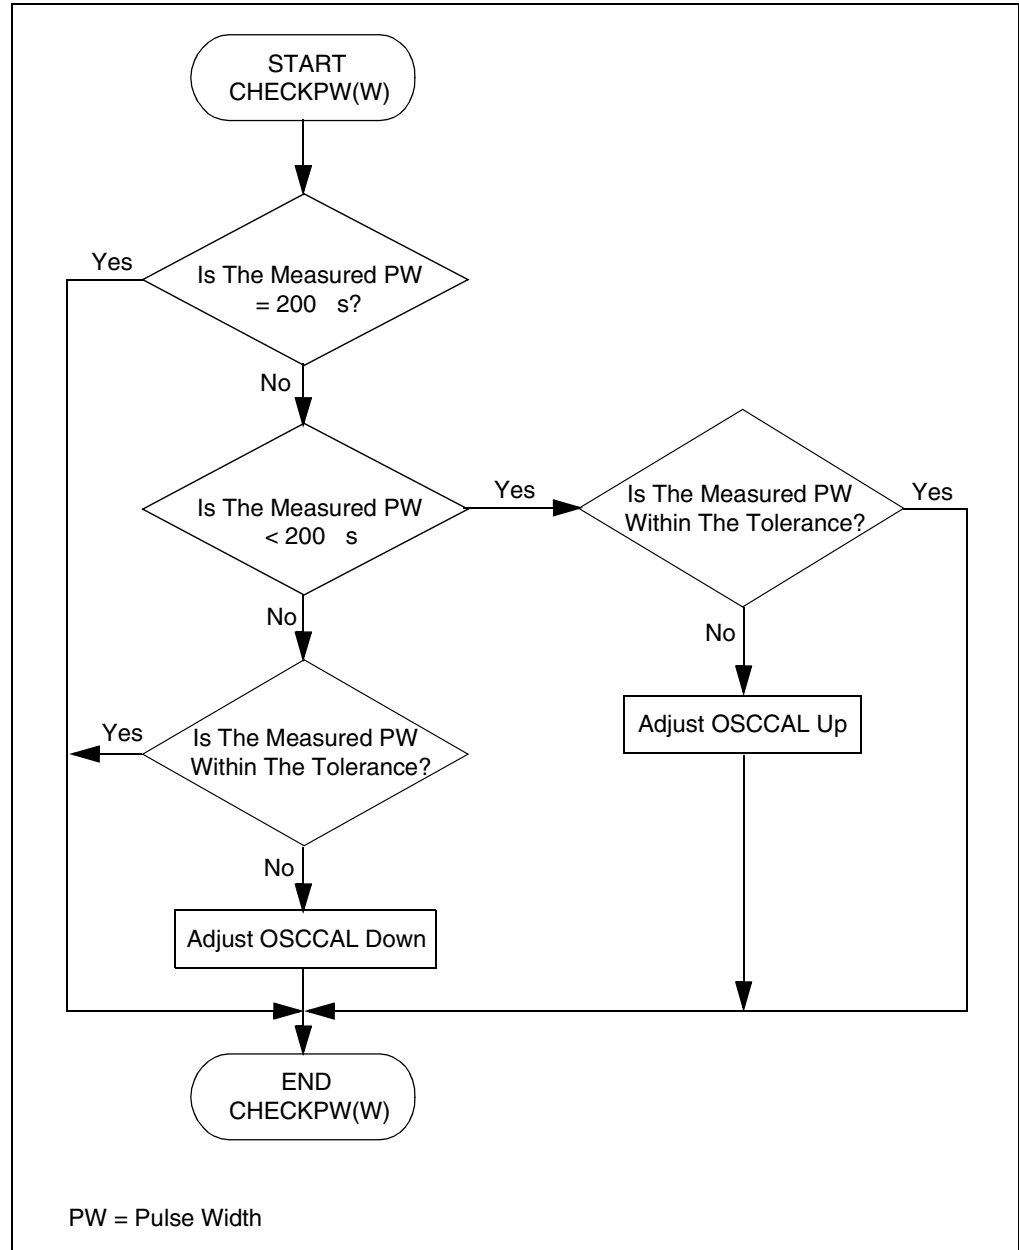 START
CHECKPW(W)
Yes
Is The Measured PW
= 200 s?
No
Is The Measured PW
< 200 s
Yes
Is The Measured PW
Within The Tolerance?
Yes
No
No
Adjust OSCCAL Up
Yes
Is The Measured PW
Within The Tolerance?
No
Adjust OSCCAL Down
END
CHECKPW(W)
PW = Pulse Width